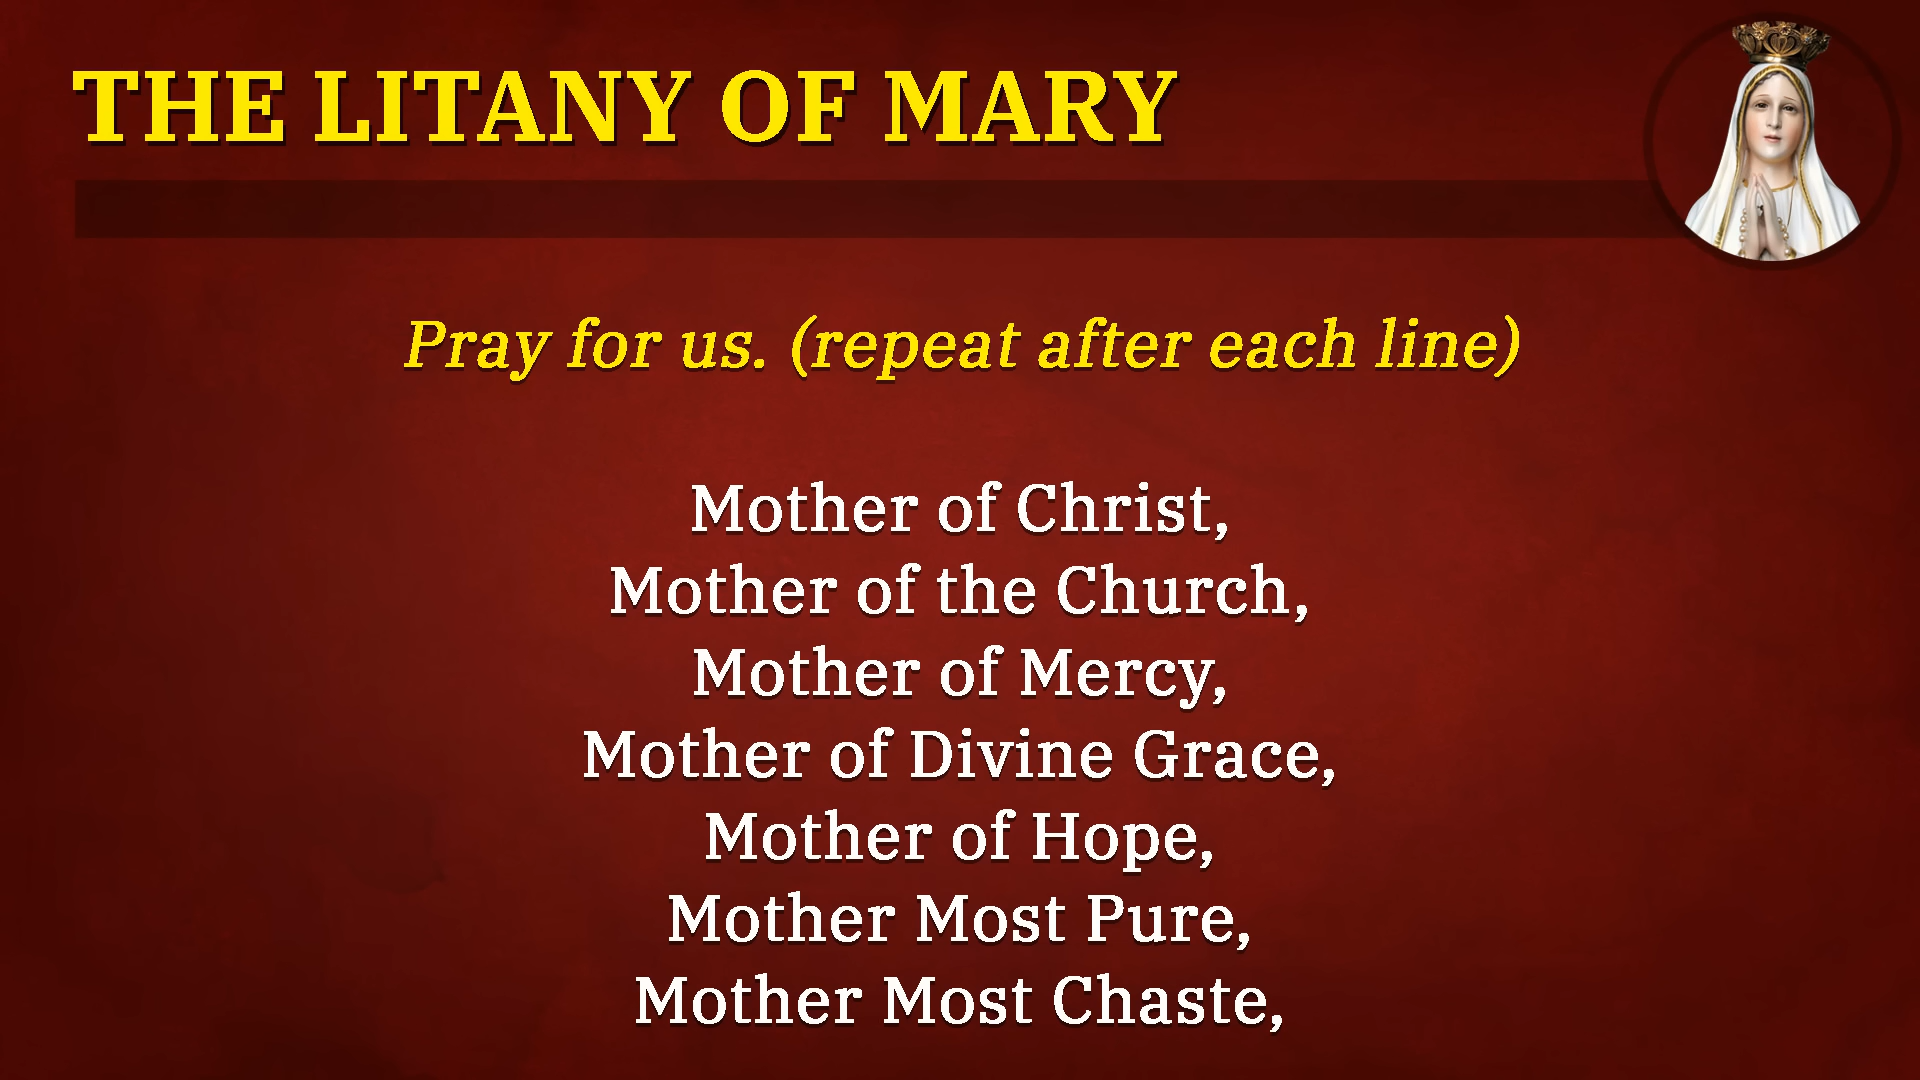 THE LITANY OF MARY
Pray for us. (repeat after each line)
Mother of Christ,
Mother of the Church,
Mother of Mercy,
Mother of Divine Grace,
Mother of Hope,
Mother Most Pure,
Mother Most Chaste,